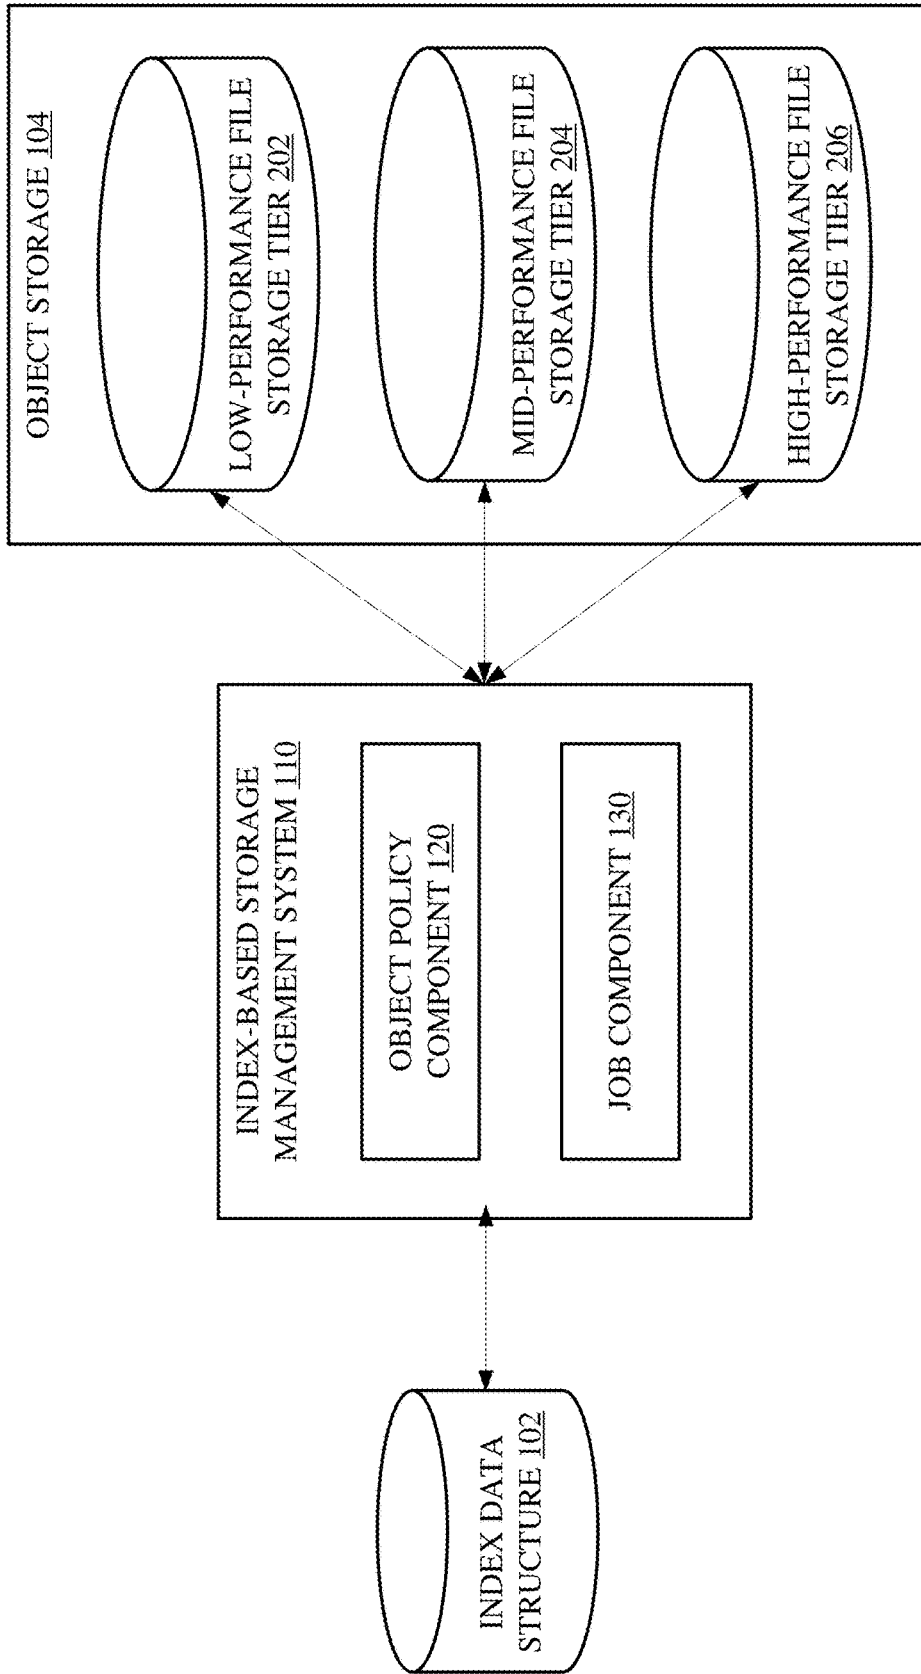 INDEX DATA
STRUCTURE 102
INDEX-BASED STORAGE
MANAGEMENT SYSTEM 110
OBJECT POLICY
COMPONENT 120
JOB COMPONENT 130
OBJECT STORAGE 104
LOW-PERFORMANCE FILE
STORAGE TIER 202
MID-PERFORMANCE FILE
STORAGE TIER 204
HIGH-PERFORMANCE FILE
STORAGE TIER 206